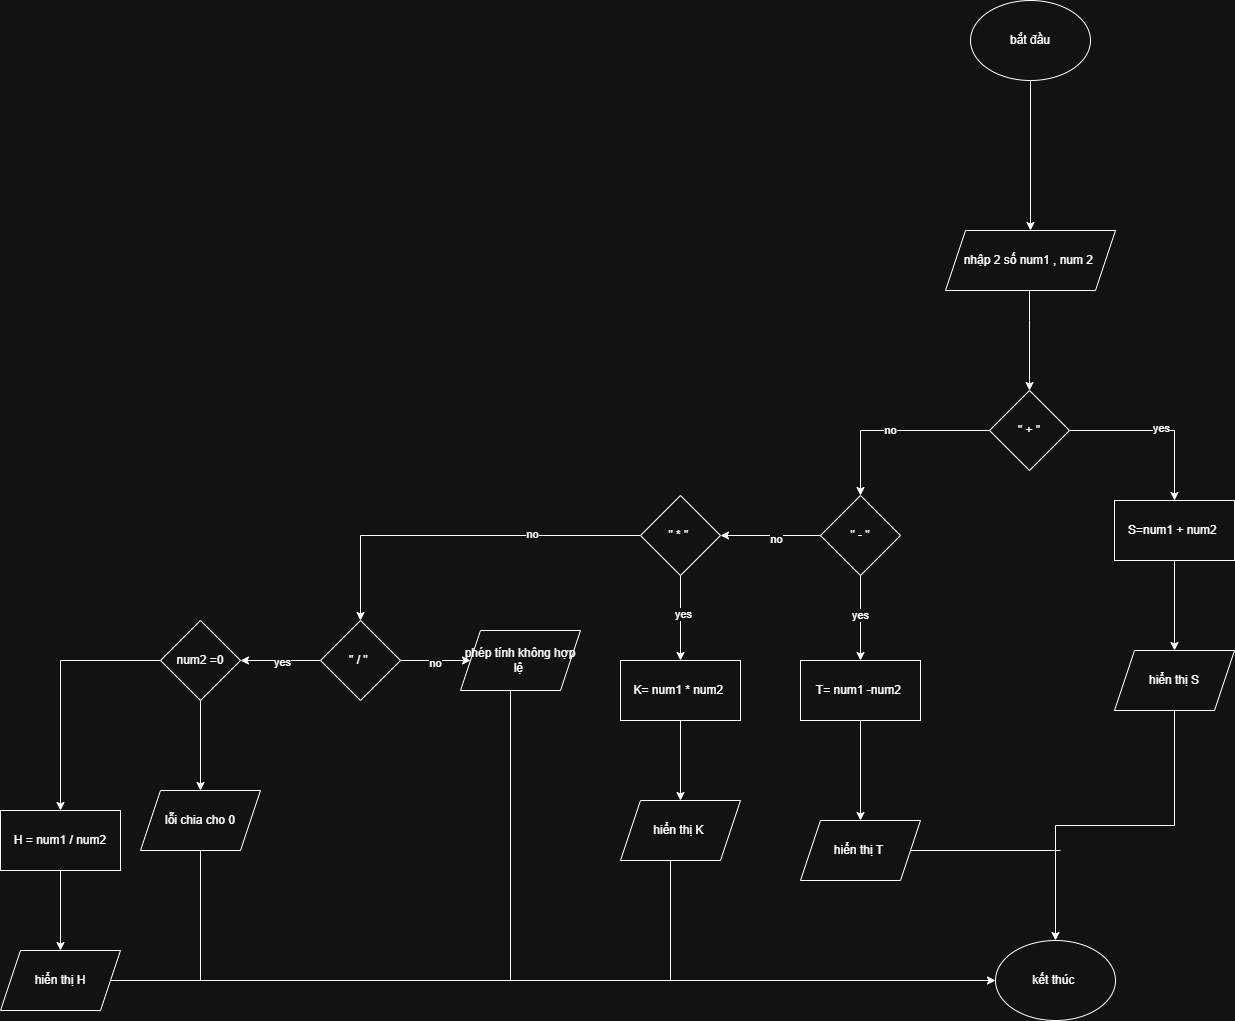 bắt đầu
nhập 2 số num1 , num 2
" + "
no
yes
" - "
no
" * "
no
S=num1 + num2
yes
yes
num2 =0
yes
" / "
no
phép tính không hợp
lệ
K= num1 * num2
T= num1 -num2
hiển thị S
H = num1 / num2
lỗi chia cho 0
hiển thị K
hiển thị T
hiển thị H
kết thúc